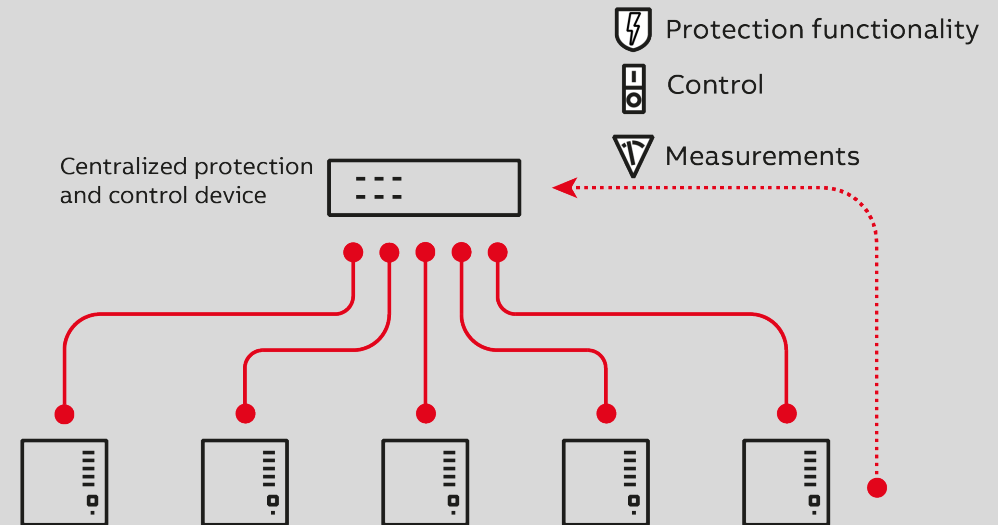 Protection functionality
Control
Measurements
Centralized protection
and control device